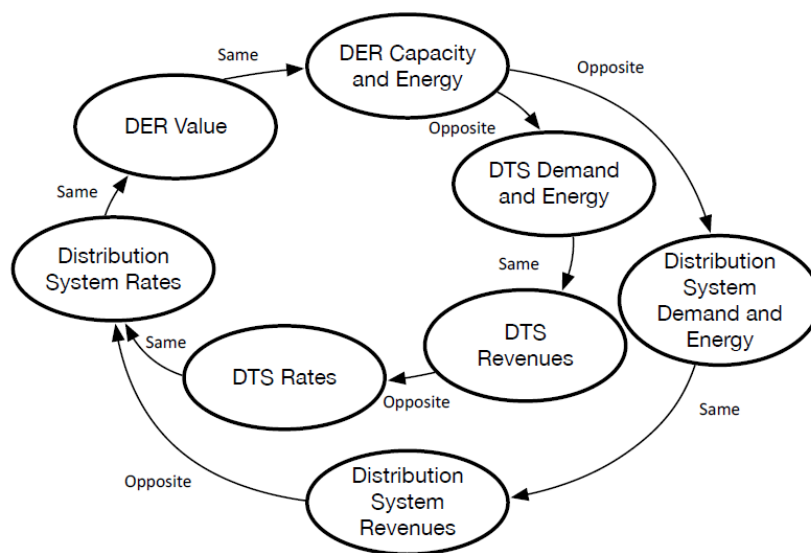 Same
DER Capacity
and Energy
Opposite
DER Value
Opposite
DTS Demand
and Energy
Same
Distribution
System Rates
Same
Distribution
System
Demand and
Energy
DTS
Revenues
Same
DTS Rates
Opposite
Same
Opposite
Distribution
System
Revenues